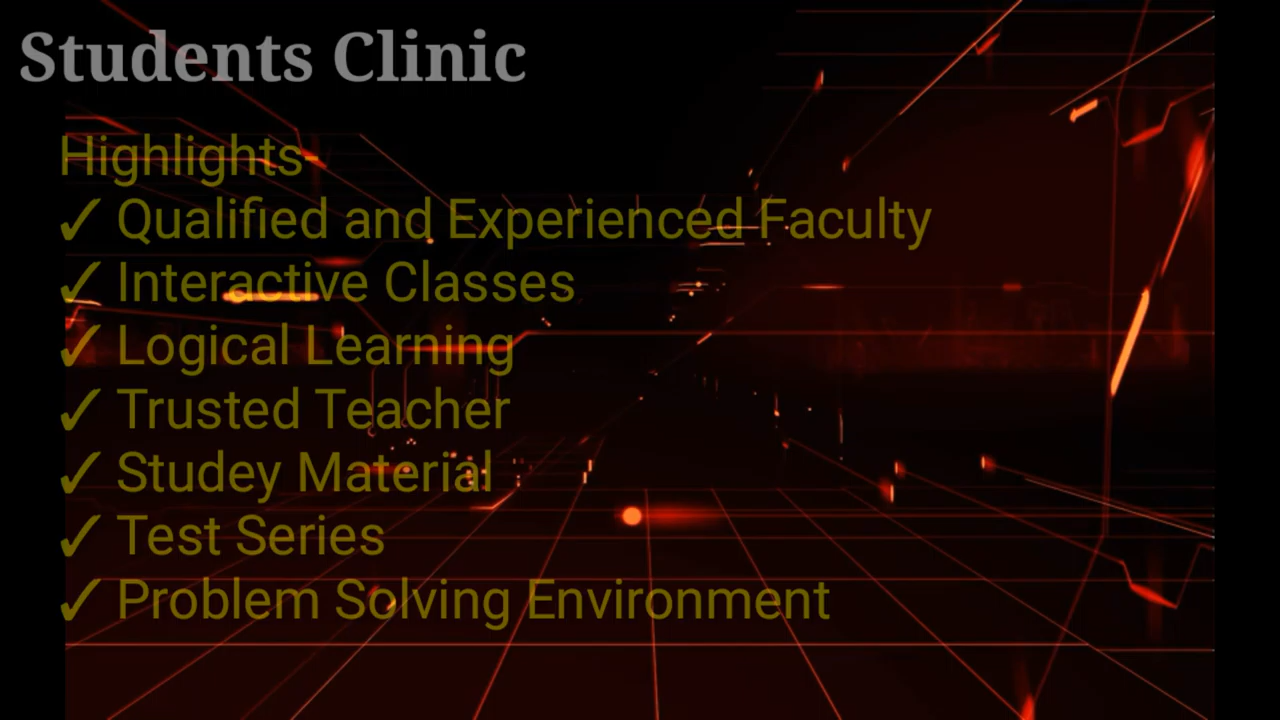 Students Clinic
Highlights-
✓ Qualified and Experienced Faculty
✓ Interactive Classes
✓ Logical Learning
✓ Trusted Teacher
✓ Studey Material
✓ Test Series
✓ Problem Solving Environment